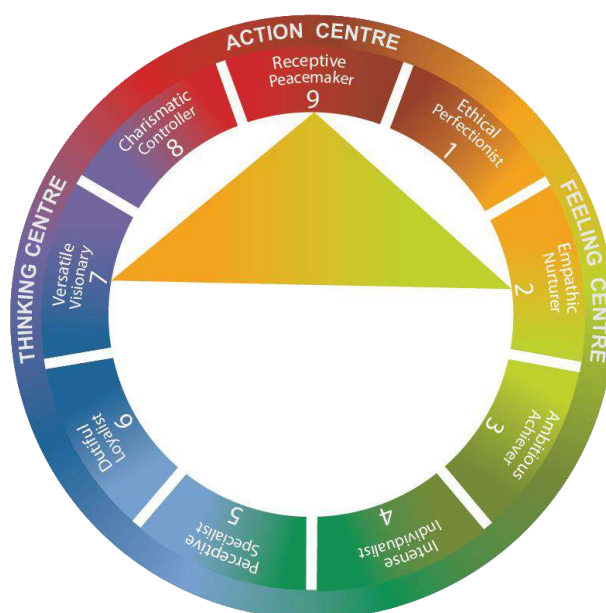 ACTION CENTRE
Receptive
Peacemaker
9
Ethical
Perfectionist
1
FEELING CENTRE
Empathic
Nurturer
2
Ambitious
Achiever
3
Intense
Individualist
4
Perceptive
Specialist
5
Dutiful
Loyalist
6
THINKING CENTRE
Versatile
Visionary
7
Charismatic
Controller
8